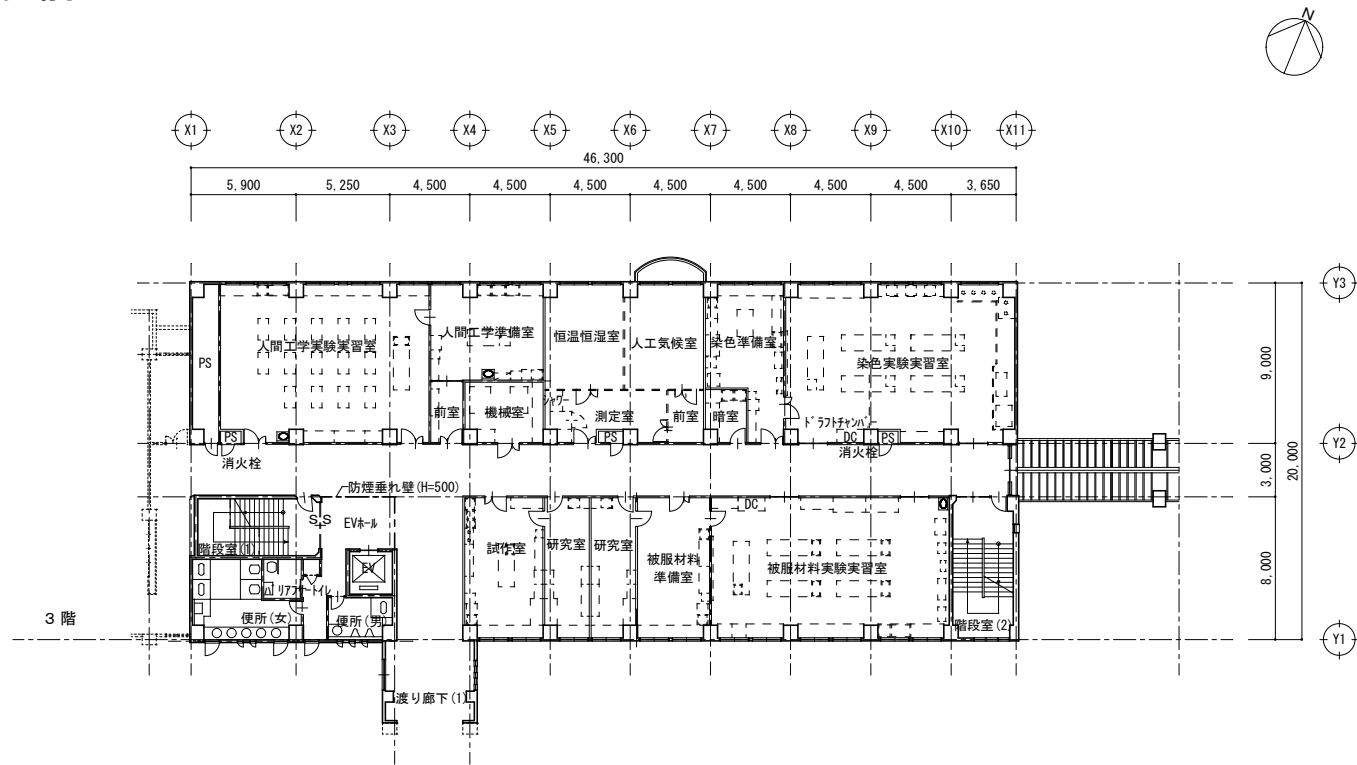 N
X1 X2 X3 X4 X5 X6 X7 X8 X9 X10 X11
46,300
5,900 5,250 4,500 4,500 4,500 4,500 4,500 4,500 4,500 3,650
Y3
人間工学準備室 恒温恒湿室 人工気候室 染色準備室
人間工学実験実習室 染色実験実習室
PS
9,000
シャワー
前室 機械室 測定室 前室 暗室 ドラフトチャンバー
PS PS DC PS
Y2
消火栓 消火栓
3,000
20,000
防煙垂れ壁(H=500)
SS EVホール DC
階段室(1) 試作室 研究室 研究室 被服材料
準備室 被服材料実験実習室
EV
8,000
バリアフリートイレ
3階 便所(女) 便所(男) 階段室(2)
Y1
渡り廊下(1)